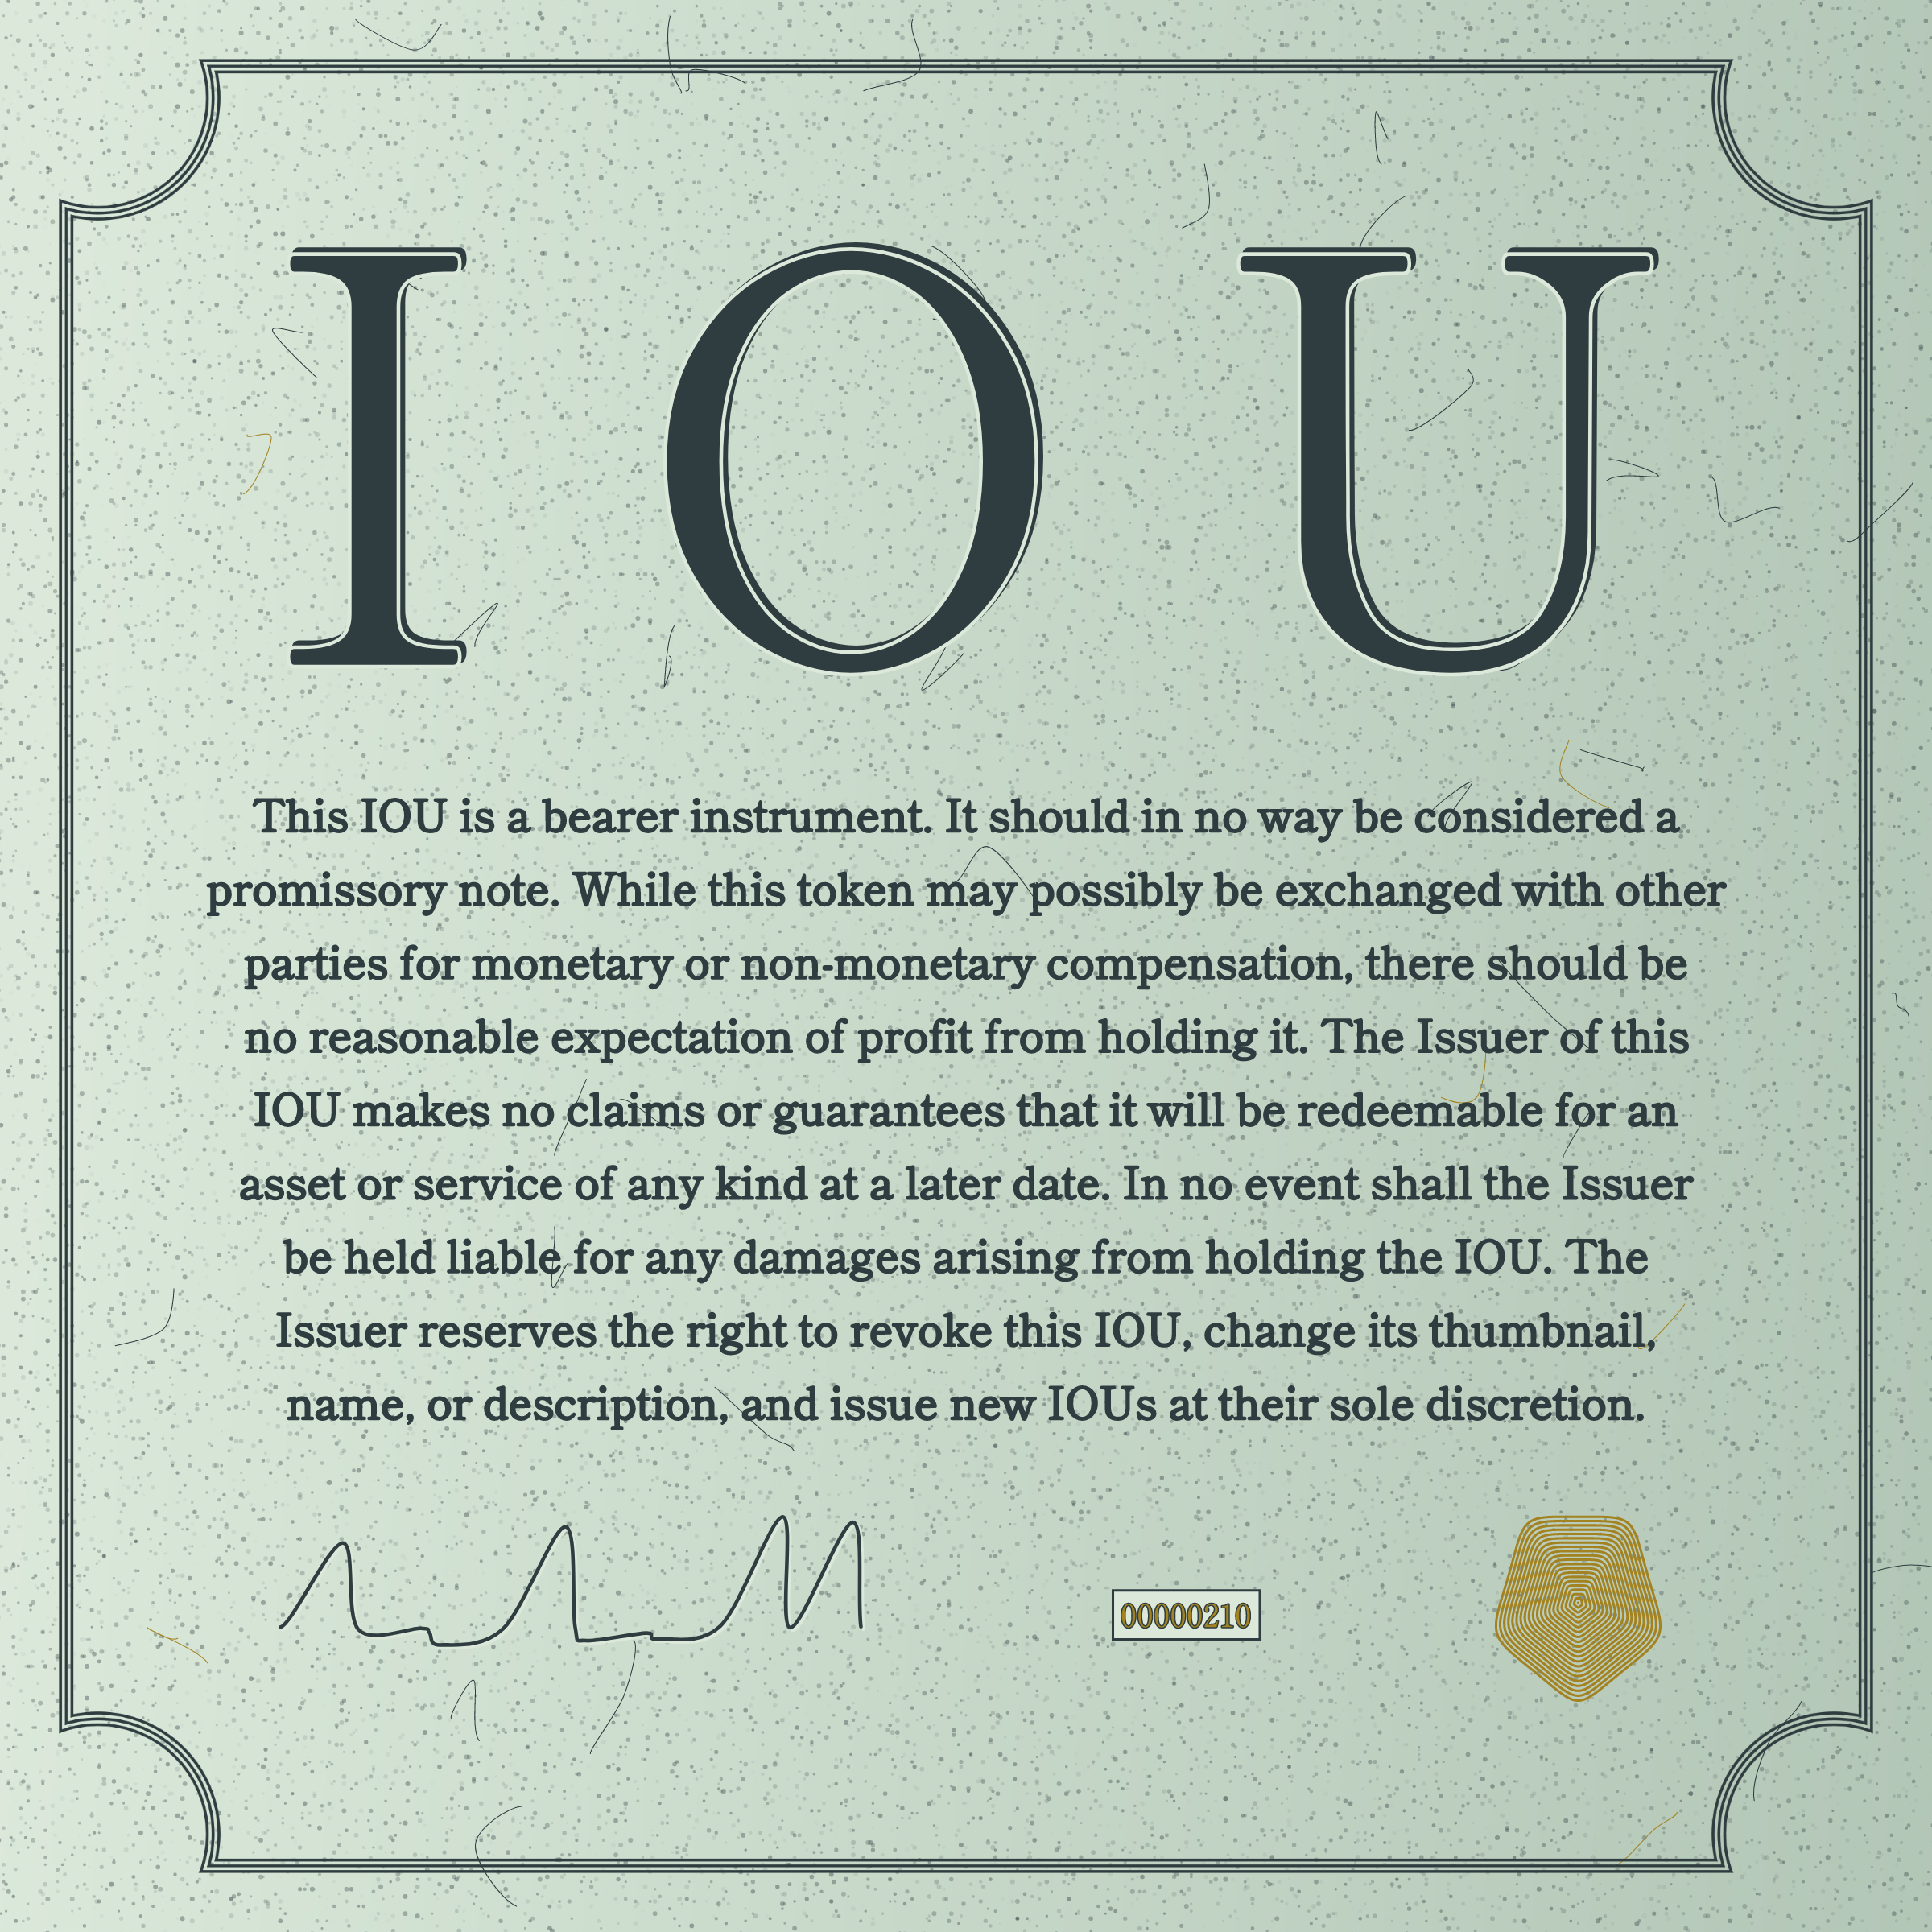 I O U
This IOU is a bearer instrument. It should in no way be considered a
promissory note. While this token may possibly be exchanged with other
parties for monetary or non-monetary compensation, there should be
no reasonable expectation of profit from holding it. The Issuer of this
IOU makes no claims or guarantees that it will be redeemable for an
asset or service of any kind at a later date. In no event shall the Issuer
be held liable for any damages arising from holding the IOU. The
Issuer reserves the right to revoke this IOU, change its thumbnail,
name, or description, and issue new IOUs at their sole discretion.
00000210